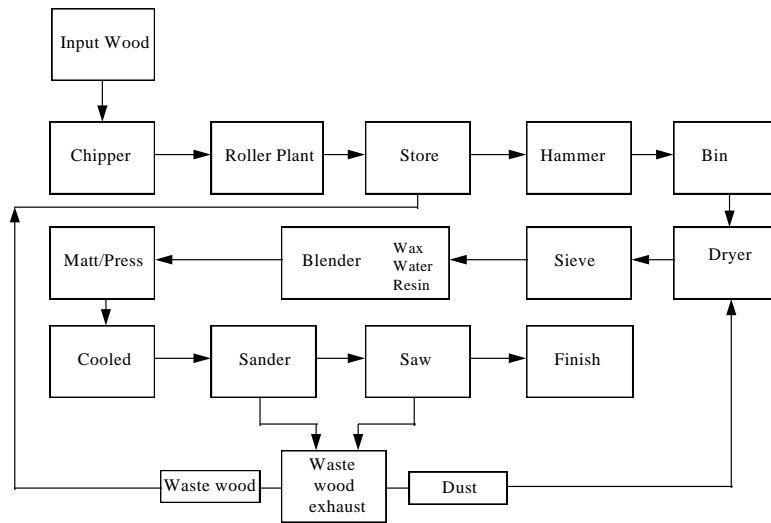 Input Wood
Chipper
Roller Plant
Store
Hammer
Bin
Matt/Press
Blender
Wax
Water
Resin
Sieve
Dryer
Cooled
Sander
Saw
Finish
Waste wood
Waste
wood
exhaust
Dust